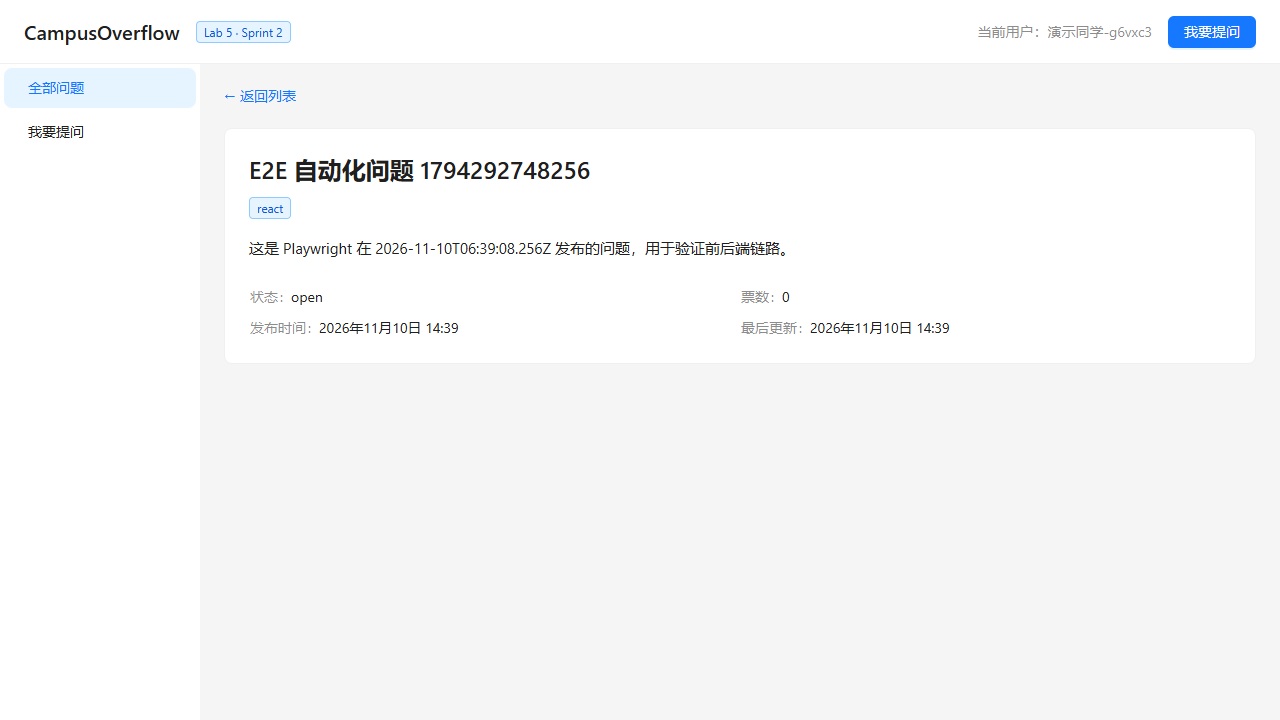 CampusOverflow Lab 5 · Sprint 2 当前用户：演示同学-g6vxc3 我要提问
全部问题
我要提问
← 返回列表
E2E 自动化问题 1794292748256
react
这是 Playwright 在 2026-11-10T06:39:08.256Z 发布的问题，用于验证前后端链路。
状态：open 票数：0
发布时间：2026年11月10日 14:39 最后更新：2026年11月10日 14:39